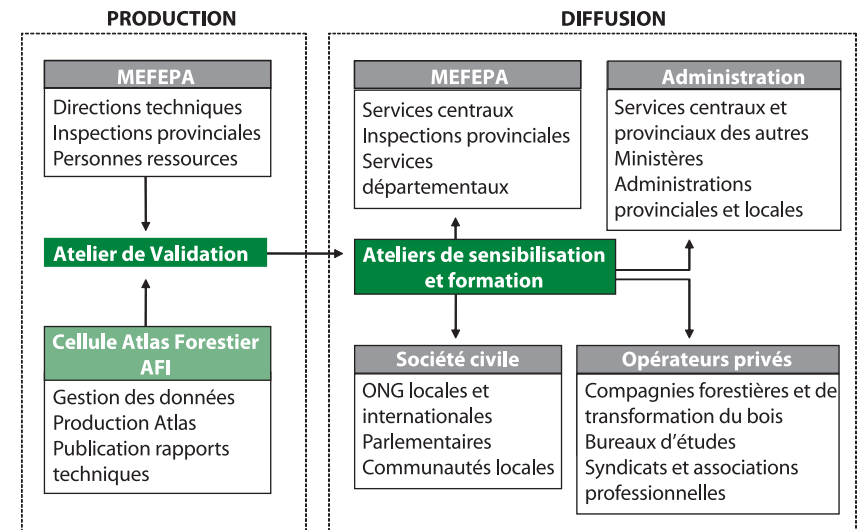 PRODUCTION
MEFEPA
Directions techniques
Inspections provinciales
Personnes ressources
Atelier de Validation
Cellule Atlas Forestier
AFI
Gestion des données
Production Atlas
Publication rapports
techniques
DIFFUSION
MEFEPA
Services centraux
Inspections provinciales
Services
départementaux
Administration
Services centraux et
provinciaux des autres
Ministères
Administrations
provinciales et locales
Ateliers de sensibilisation
et formation
Société civile
ONG locales et
internationales
Parlementaires
Communautés locales
Opérateurs privés
Compagnies forestières et de
transformation du bois
Bureaux d'études
Syndicats et associations
professionnelles